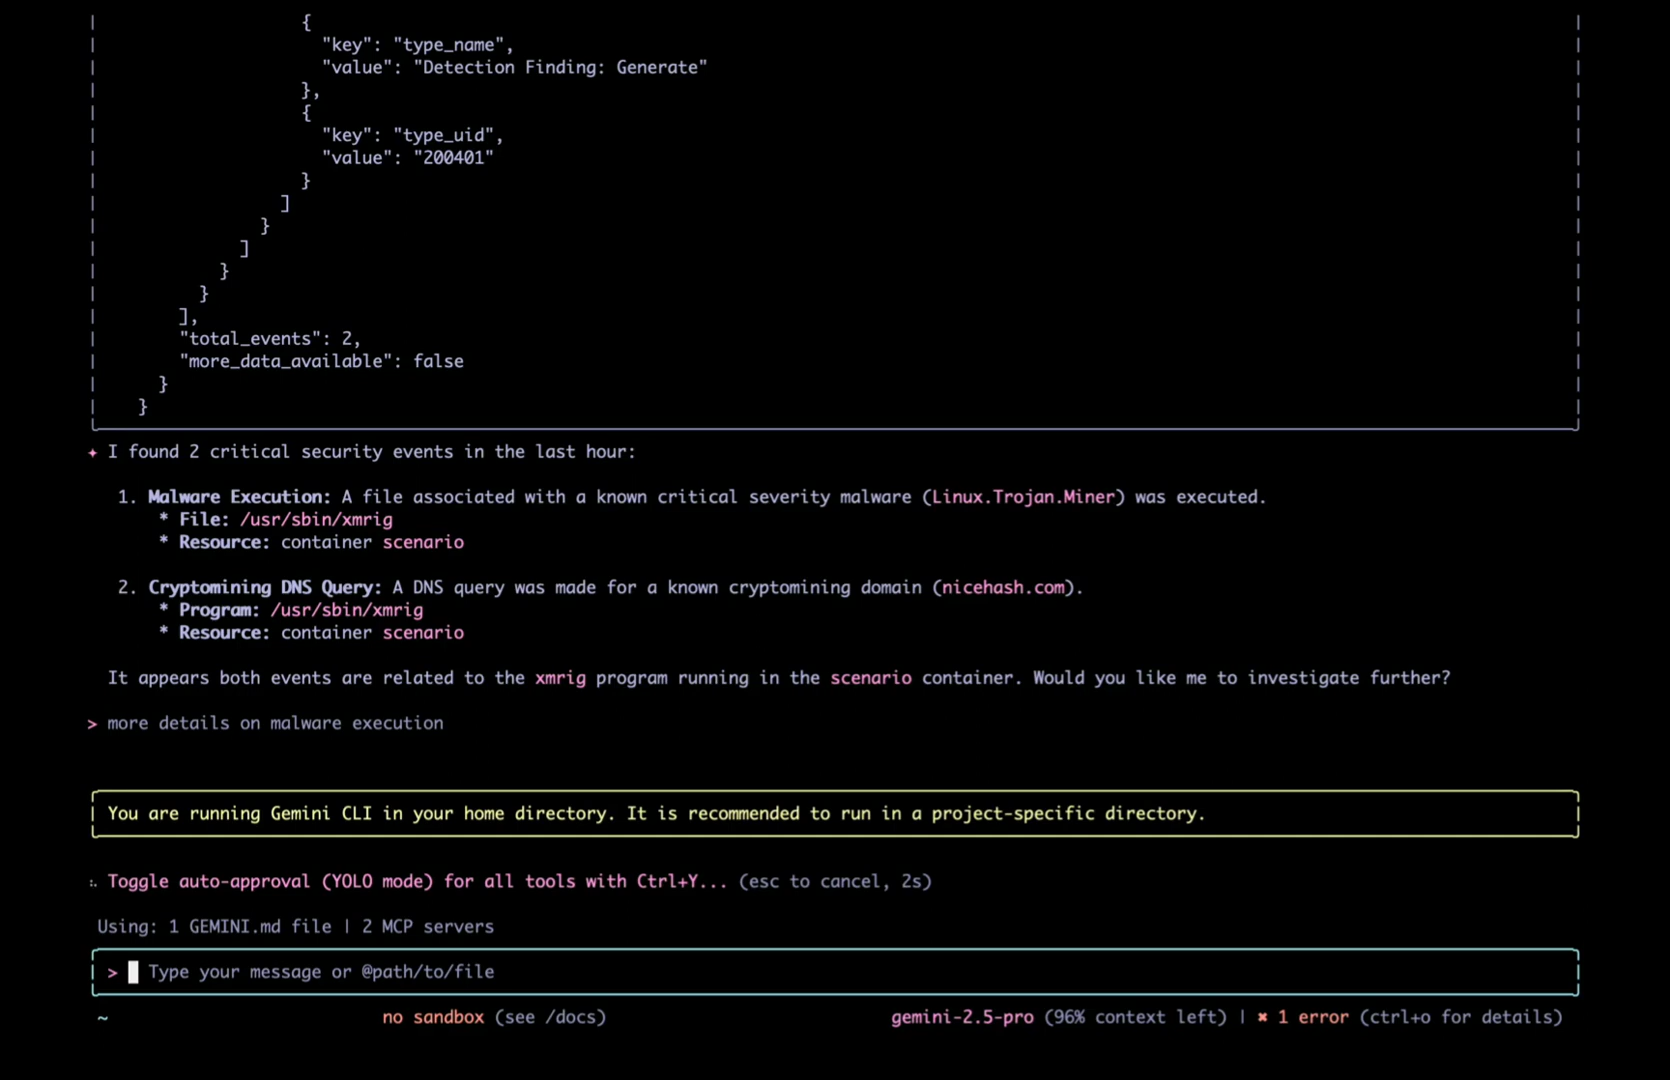 {
"key": "type_name",
"value": "Detection Finding: Generate"
},
{
"key": "type_uid",
"value": "200401"
}
]
}
]
}
}
],
"total_events": 2,
"more_data_available": false
}
}
✦ I found 2 critical security events in the last hour:
1. Malware Execution: A file associated with a known critical severity malware (Linux.Trojan.Miner) was executed.
* File: /usr/sbin/xmrig
* Resource: container scenario
2. Cryptomining DNS Query: A DNS query was made for a known cryptomining domain (nicehash.com).
* Program: /usr/sbin/xmrig
* Resource: container scenario
It appears both events are related to the xmrig program running in the scenario container. Would you like me to investigate further?
> more details on malware execution
You are running Gemini CLI in your home directory. It is recommended to run in a project-specific directory.
Toggle auto-approval (YOLO mode) for all tools with Ctrl+Y... (esc to cancel, 2s)
Using: 1 GEMINI.md file | 2 MCP servers
> Type your message or @path/to/file
~ no sandbox (see /docs) gemini-2.5-pro (96% context left) | ✖ 1 error (ctrl+o for details)